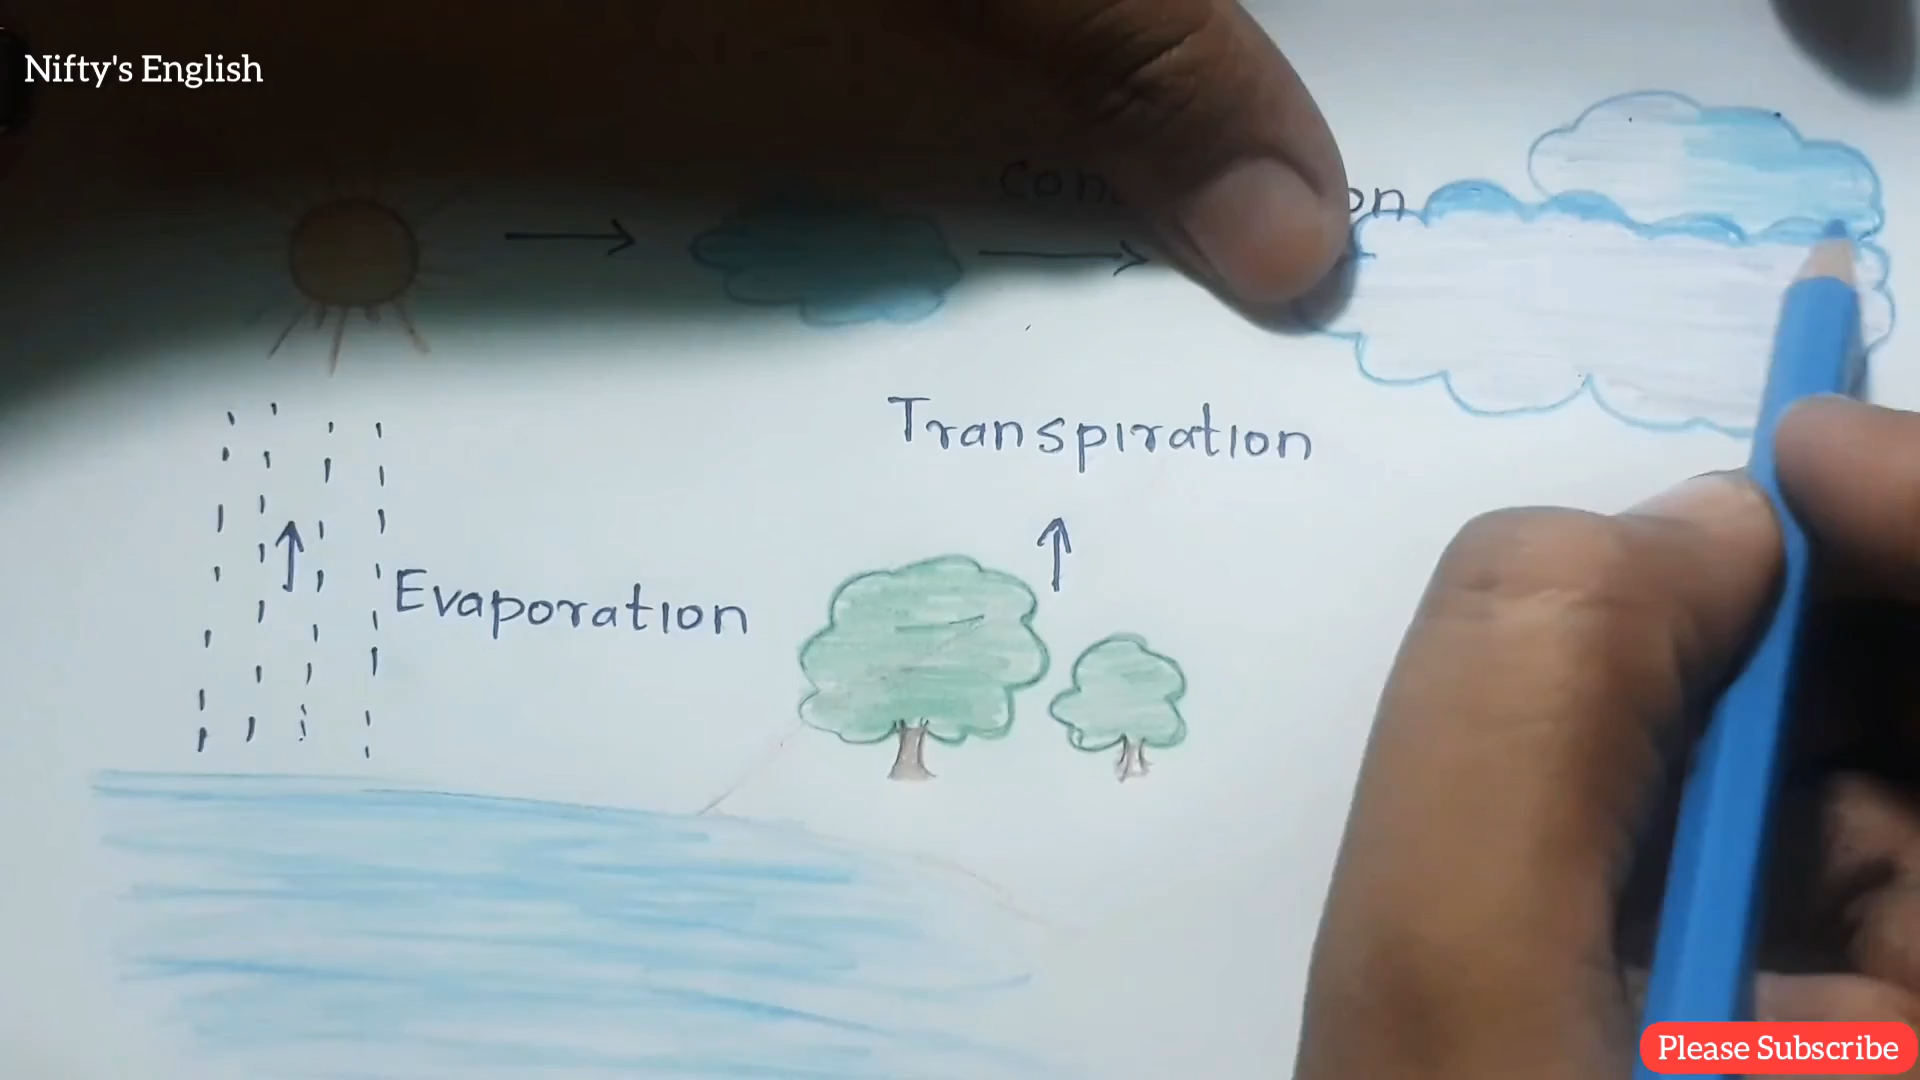 Nifty's English
Transpiration
Evaporation
Please Subscribe